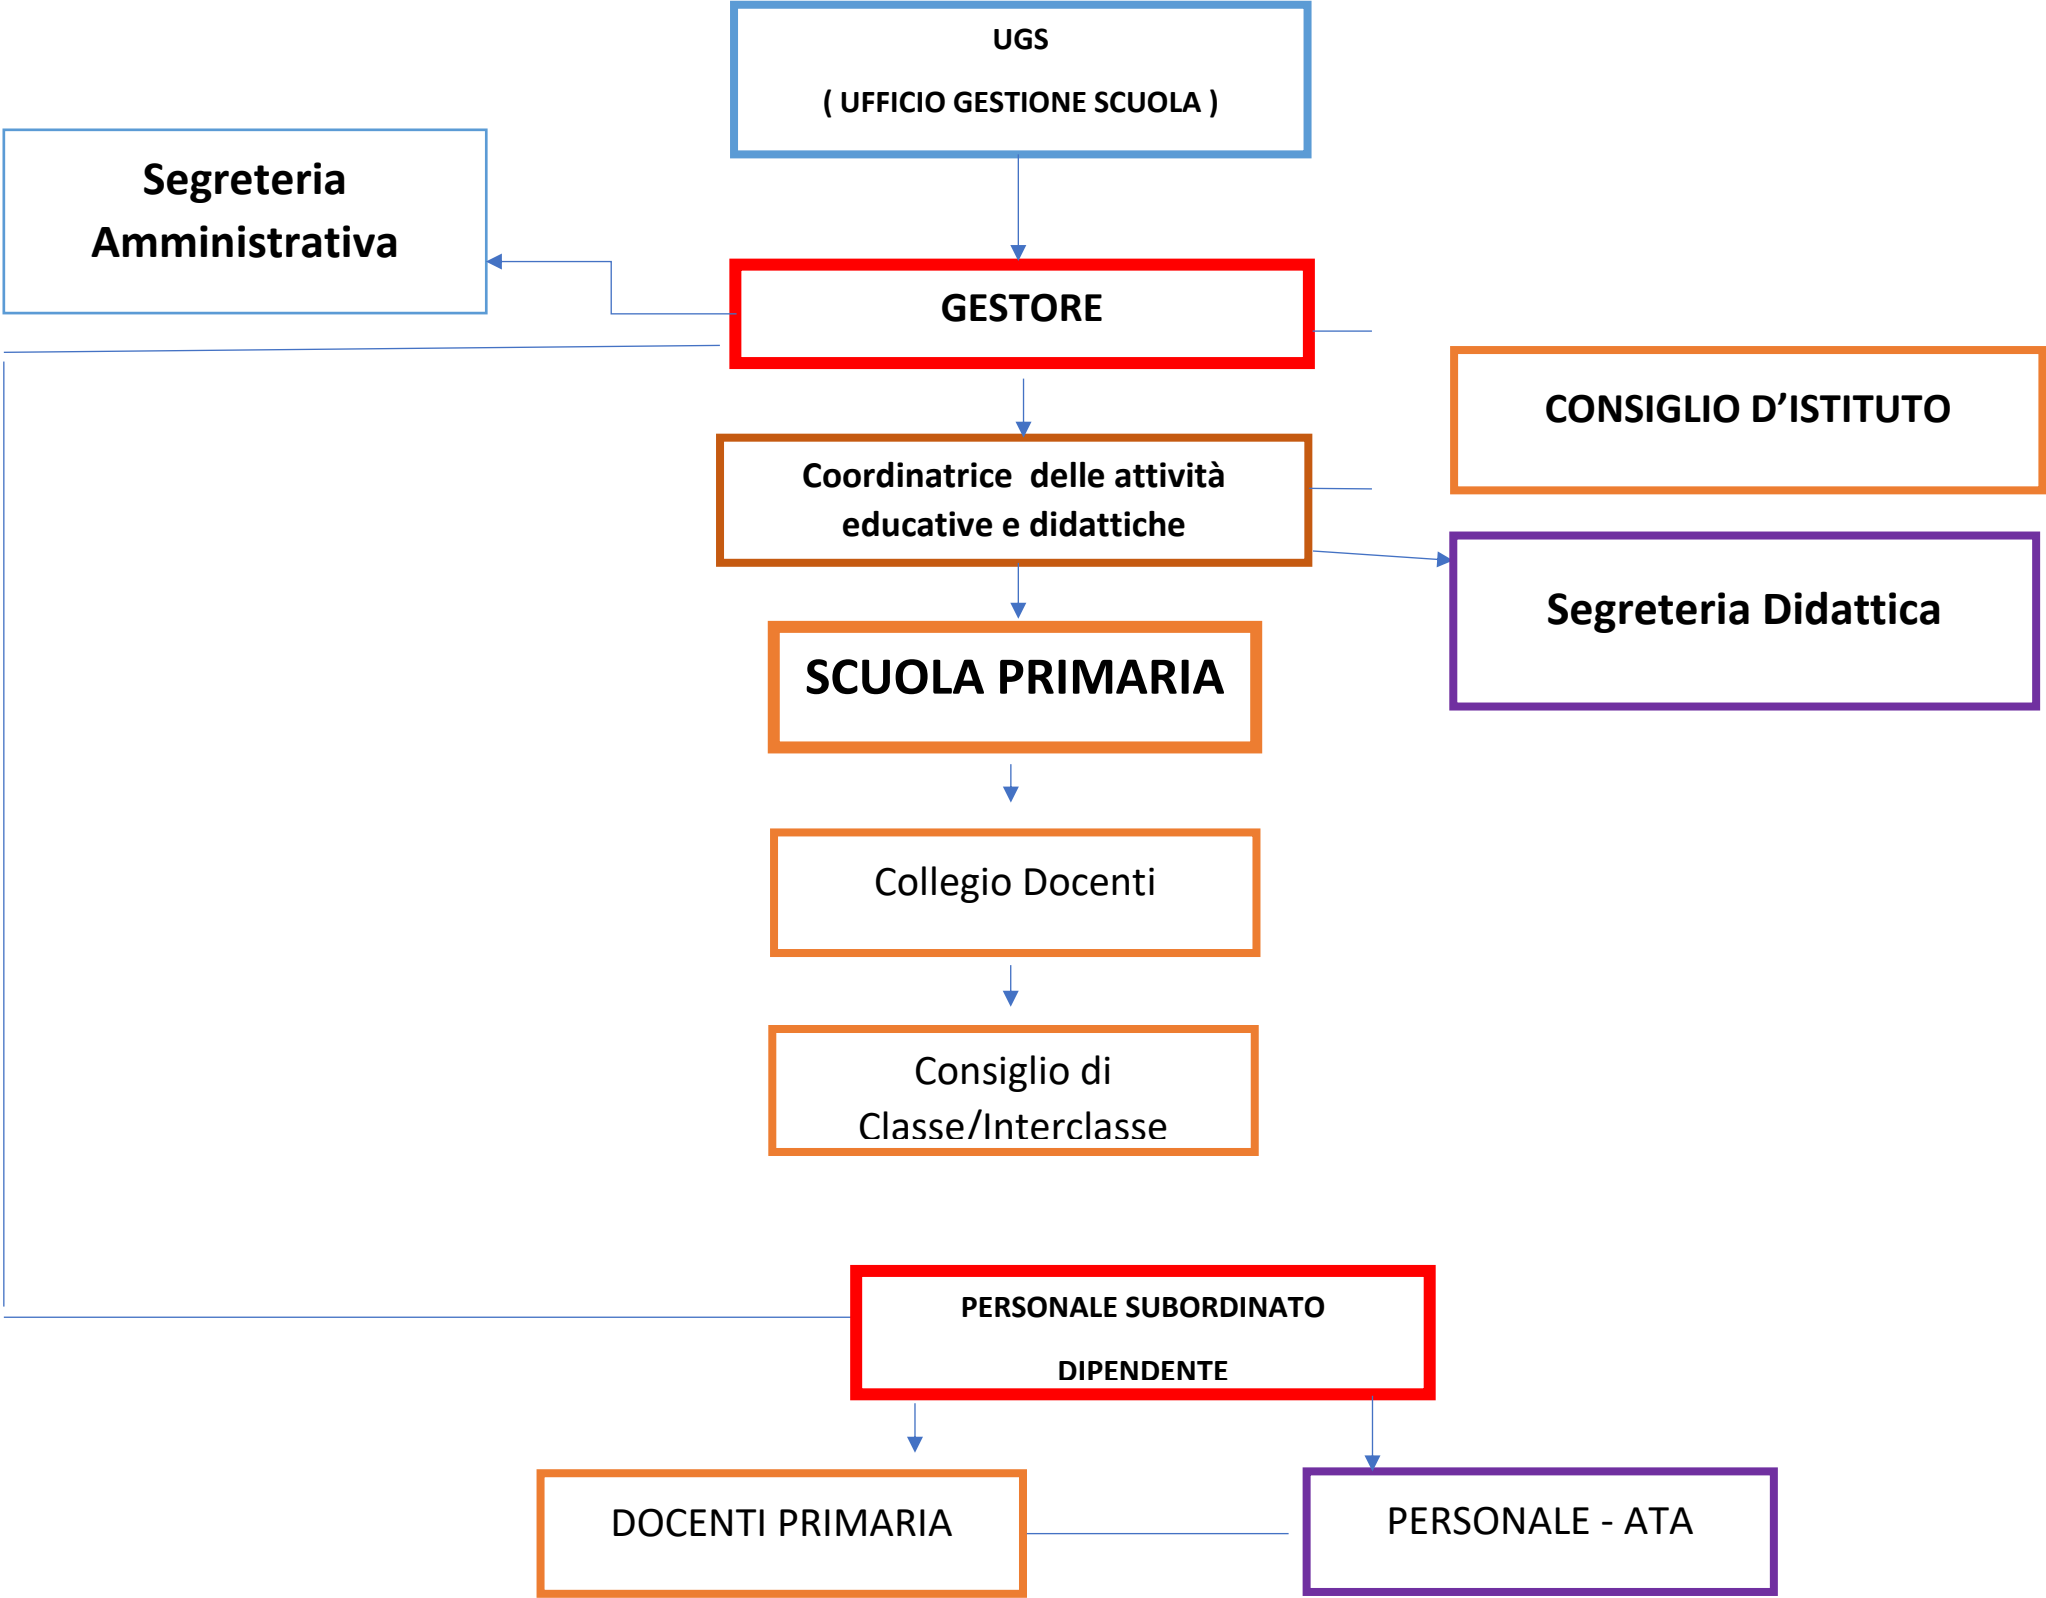 UGS
( UFFICIO GESTIONE SCUOLA )
Segreteria
Amministrativa
GESTORE
CONSIGLIO D’ISTITUTO
Coordinatrice  delle attività
educative e didattiche
Segreteria Didattica
SCUOLA PRIMARIA
Collegio Docenti
Consiglio di
Classe/Interclasse
PERSONALE SUBORDINATO
DIPENDENTE
DOCENTI PRIMARIA
PERSONALE - ATA